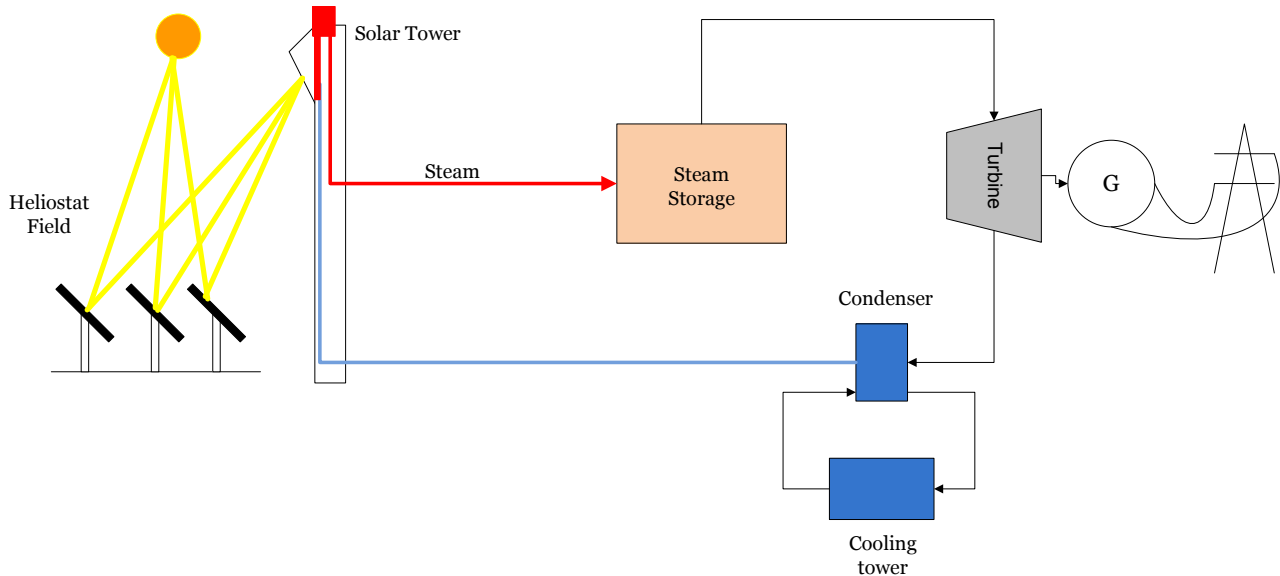 Solar Tower
Heliostat
Field
Steam
Steam
Storage
Turbine
G
Condenser
Cooling
tower